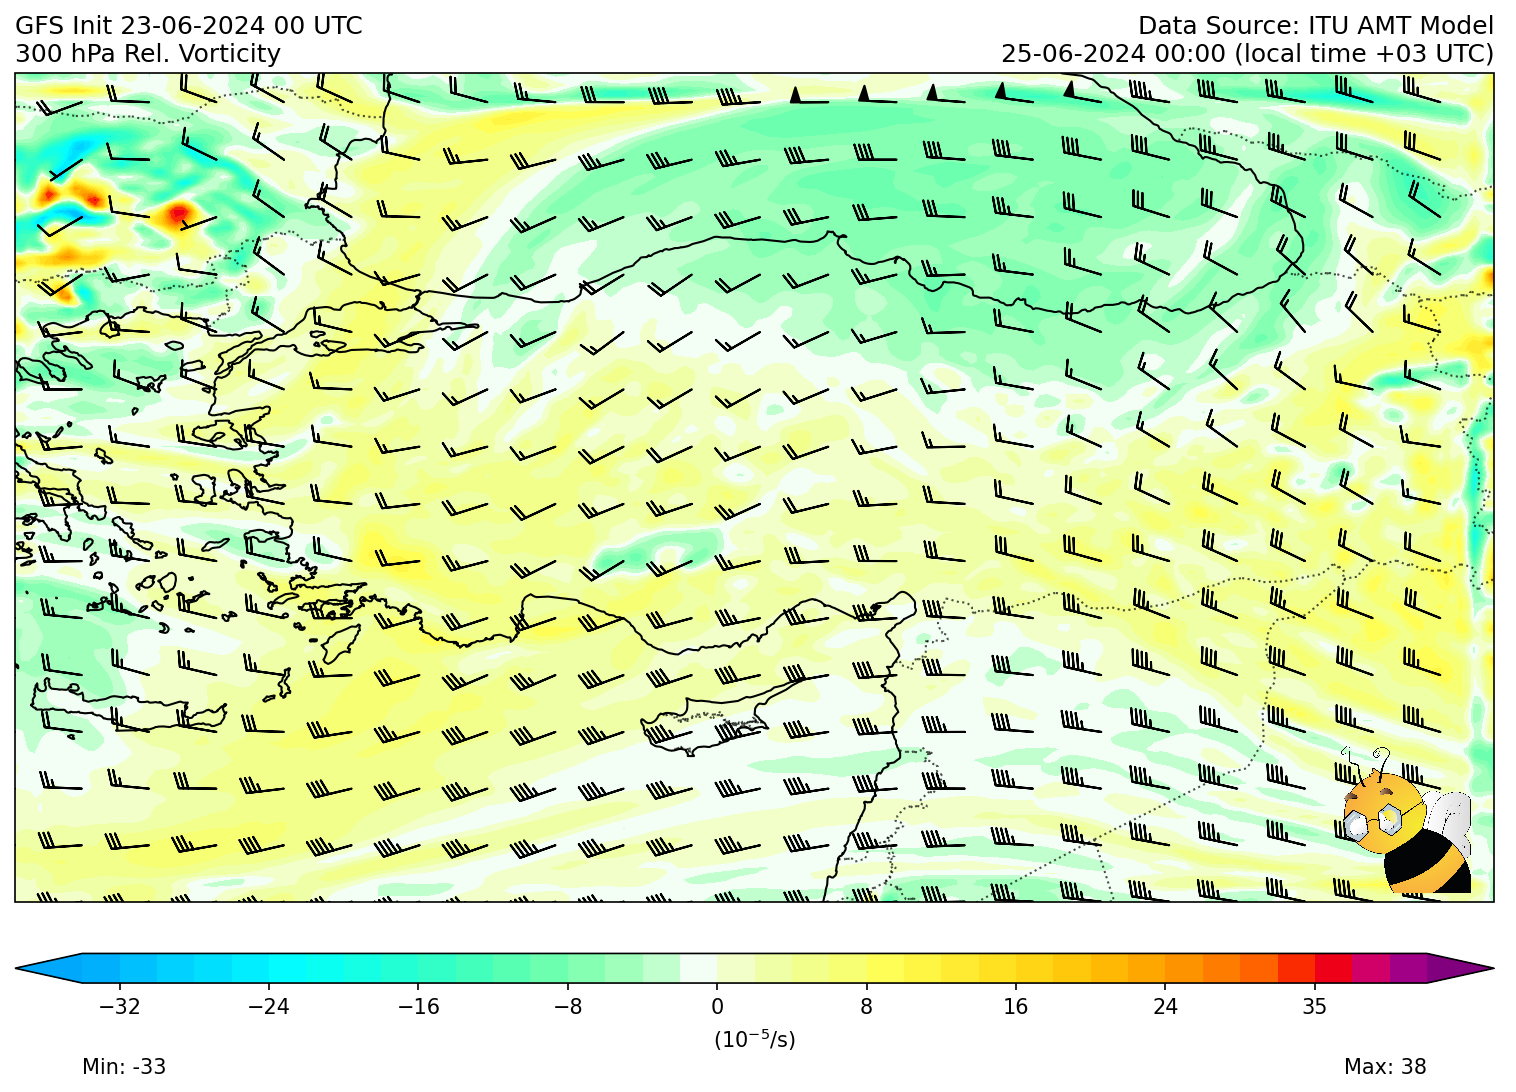 GFS Init 23-06-2024 00 UTC
Data Source: ITU AMT Model
300 hPa Rel. Vorticity
25-06-2024 00:00 (local time +03 UTC)
−32 −24 −16 −8 0 8 16 24 35
(10⁻⁵/s)
Min: -33
Max: 38